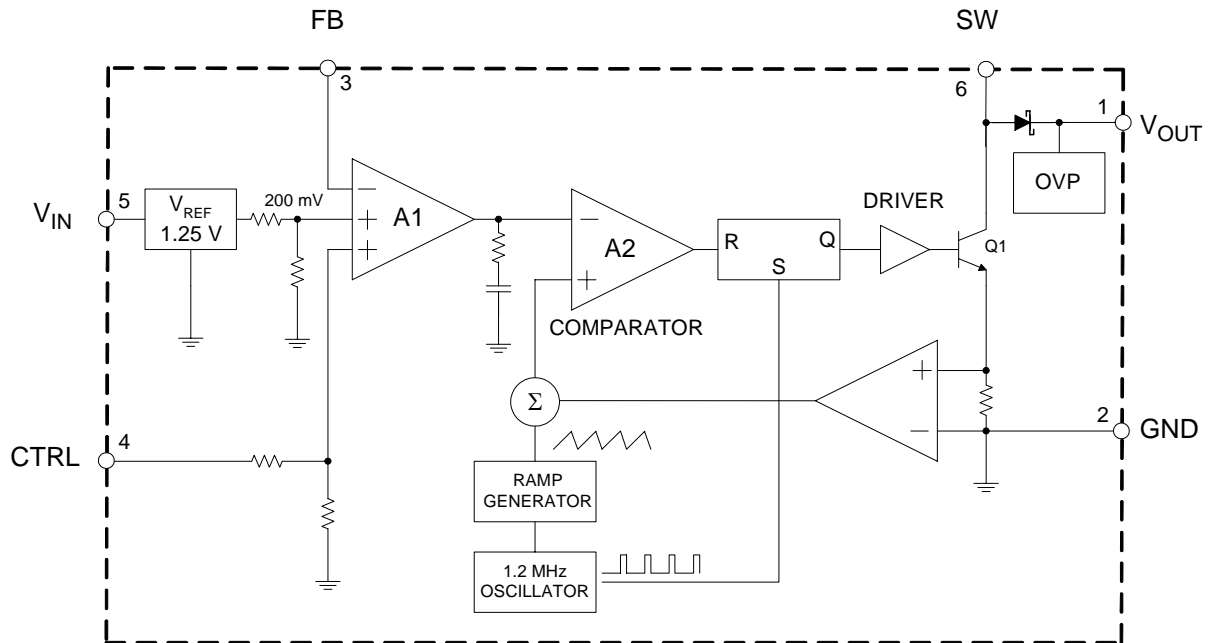 FB
SW
3
6
1
V_OUT
OVP
5
V_IN
V_REF
1.25 V
200 mV
−
+
+
A1
−
+
A2
COMPARATOR
R
Q
S
DRIVER
Q1
+
−
2
GND
Σ
4
CTRL
RAMP
GENERATOR
1.2 MHz
OSCILLATOR